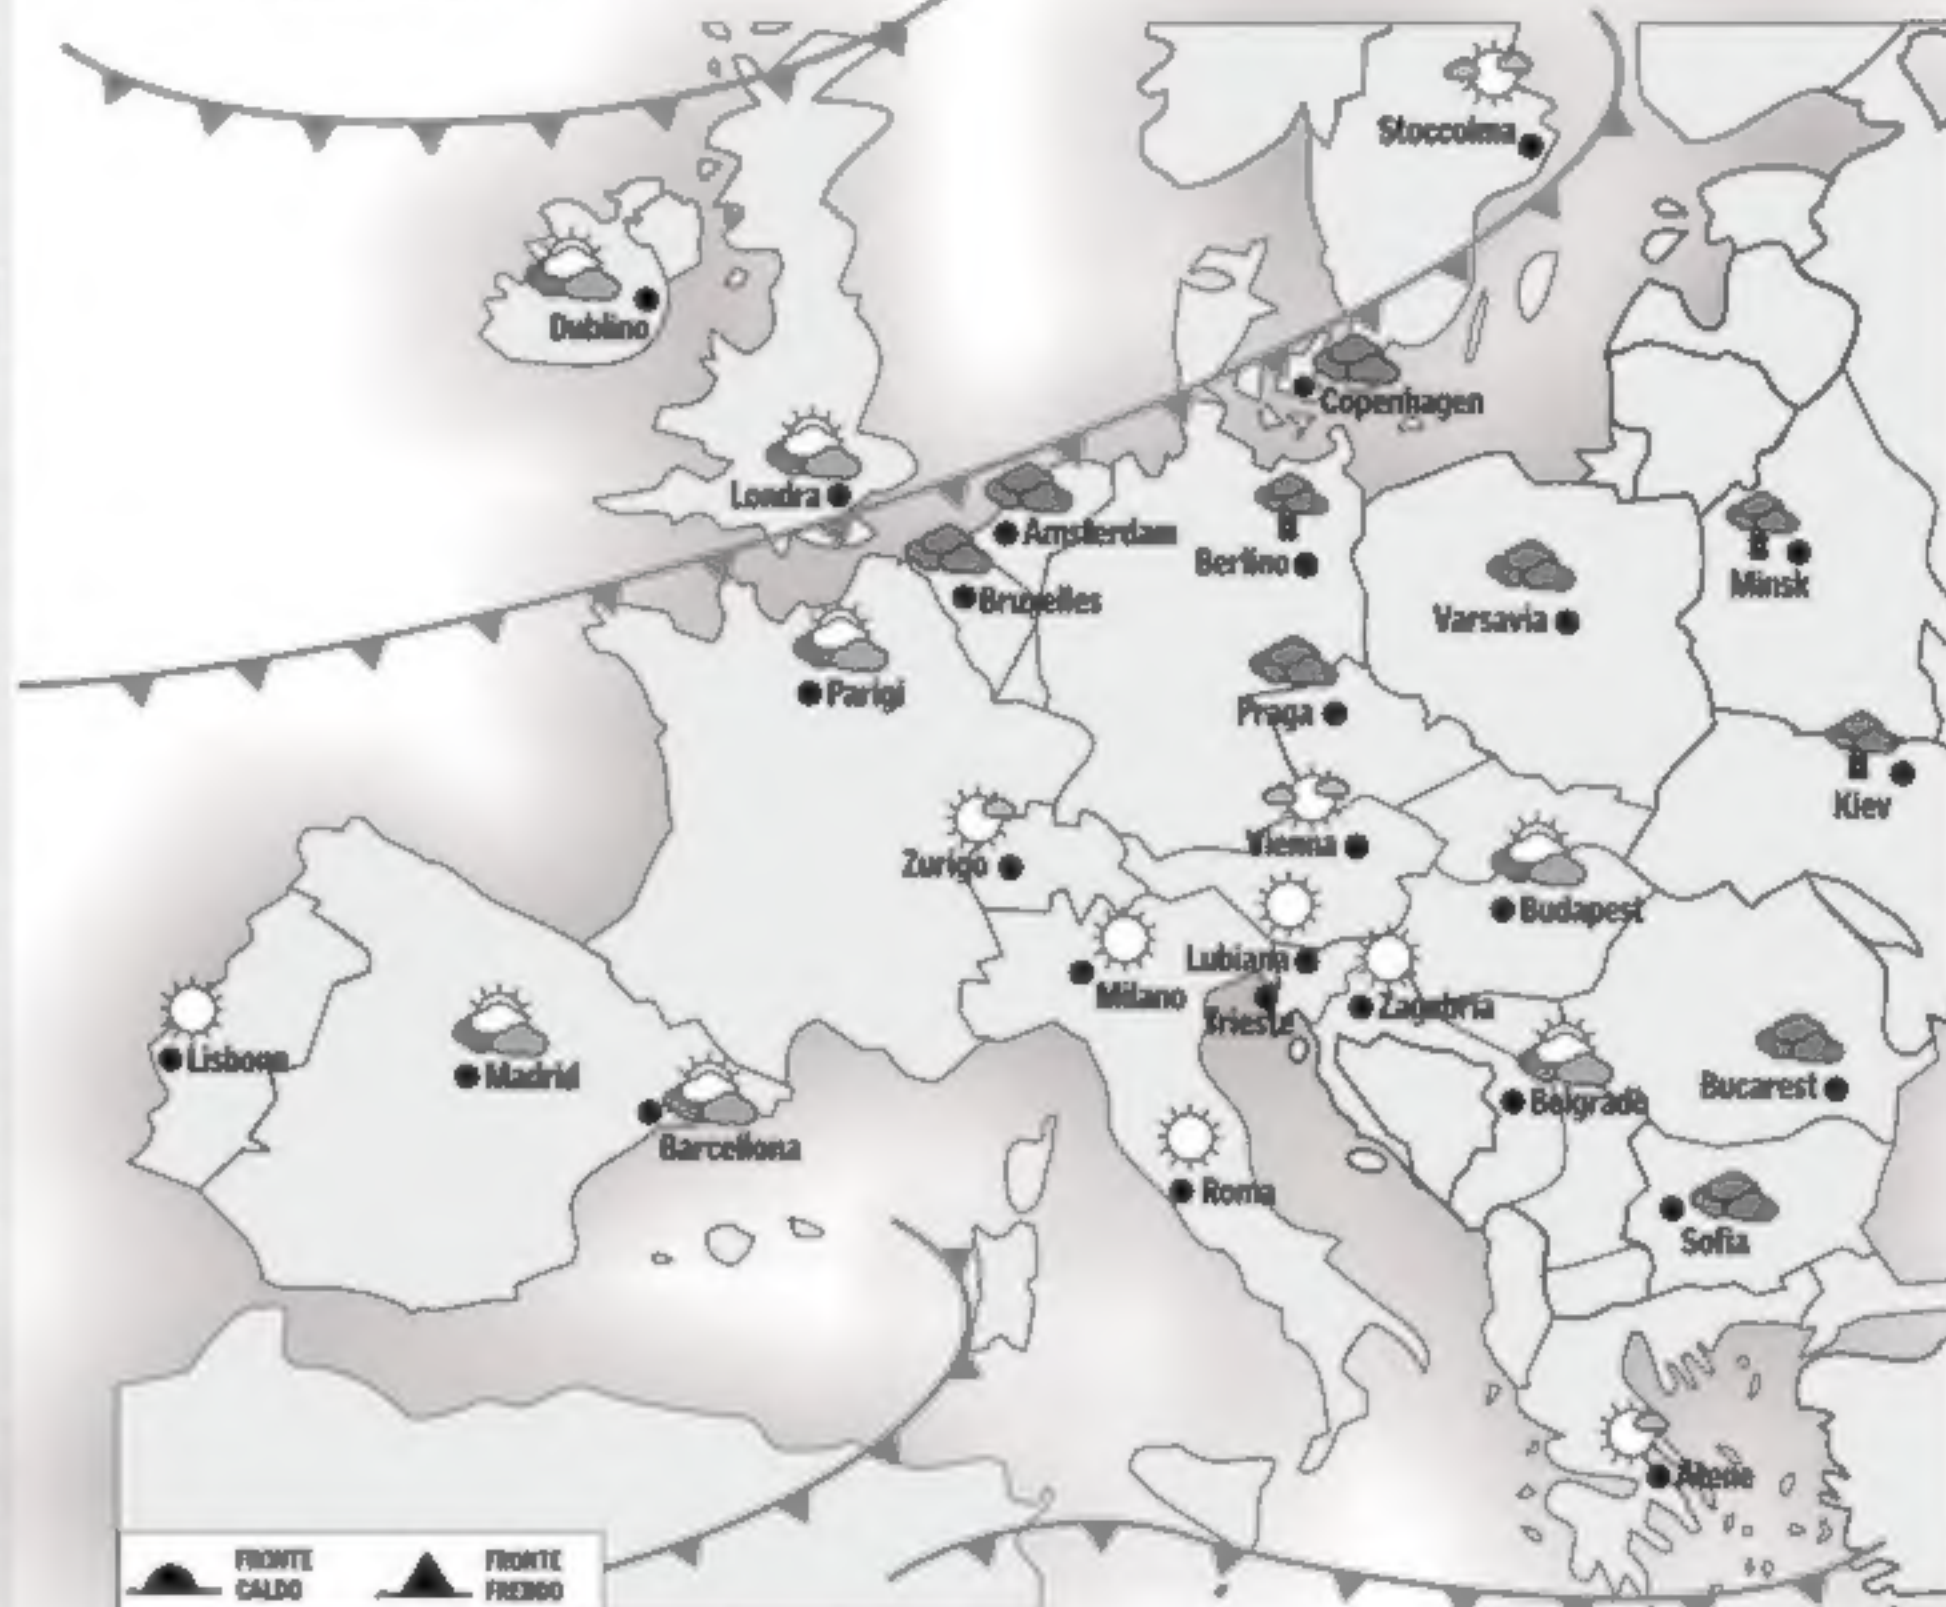 Stoccolma
Dublino
Copenhagen
Londra
Amsterdam
Berlino
Minsk
Bruxelles
Varsavia
Parigi
Praga
Kiev
Vienna
Zurigo
Budapest
Lubiana
Milano
Zagabria
Trieste
Lisbona
Madrid
Belgrade
Bucarest
Barcellona
Roma
Sofia
Atene
FRONTE
CALDO
FRONTE
FREDDO